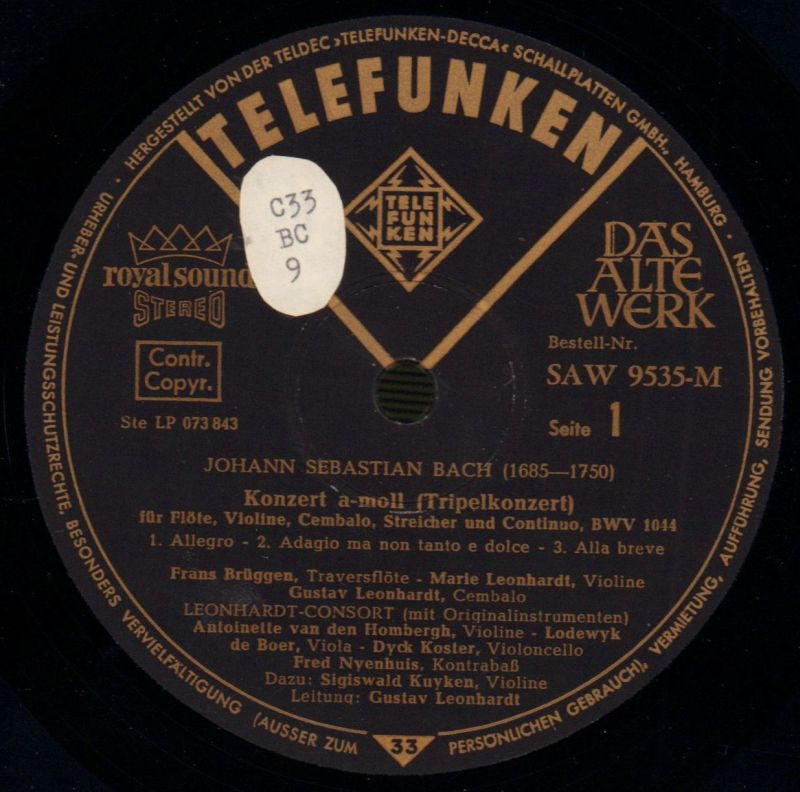 HERGESTELLT VON DER TELDEC ›TELEFUNKEN-DECCA‹ SCHALLPLATTEN GMBH., HAMBURG ·
URHEBER- UND LEISTUNGSSCHUTZRECHTE, BESONDERS VERVIELFÄLTIGUNG (AUSSER ZUM PERSÖNLICHEN GEBRAUCH), VERMIETUNG, AUFFÜHRUNG, SENDUNG VORBEHALTEN ·
TELEFUNKEN
TELE
FUN
KEN
C33
BC
9
royal sound
STEREO
Contr.
Copyr.
Ste LP 073 843
DAS
ALTE
WERK
Bestell-Nr.
SAW 9535-M
Seite 1
JOHANN SEBASTIAN BACH (1685—1750)
Konzert a-moll (Tripelkonzert)
für Flöte, Violine, Cembalo, Streicher und Continuo, BWV 1044
1. Allegro - 2. Adagio ma non tanto e dolce - 3. Alla breve
Frans Brüggen, Traversflöte - Marie Leonhardt, Violine
Gustav Leonhardt, Cembalo
LEONHARDT-CONSORT (mit Originalinstrumenten)
Antoinette van den Hombergh, Violine - Lodewyk
de Boer, Viola - Dyck Koster, Violoncello
Fred Nyenhuis, Kontrabaß
Dazu: Sigiswald Kuyken, Violine
Leitung: Gustav Leonhardt
33